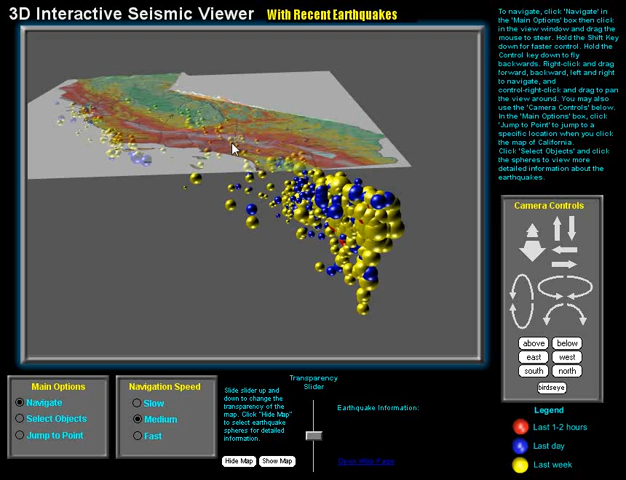 3D Interactive Seismic Viewer With Recent Earthquakes
To navigate, click 'Navigate' in
the 'Main Options' box then click
in the view window and drag the
mouse to steer. Hold the Shift Key
down for faster control. Hold the
Control key down to fly
backwards. Right-click and drag
forward, backward, left and right
to navigate, and
control-right-click and drag to pan
the view around. You may also
use the 'Camera Controls' below.
In the 'Main Options' box, click
'Jump to Point' to jump to a
specific location when you click
the map of California.
Click 'Select Objects' and click
the spheres to view more
detailed information about the
earthquakes.
Camera Controls
above below
east west
south north
birdseye
Legend
Last 1-2 hours
Last day
Last week
Main Options
Navigate
Select Objects
Jump to Point
Navigation Speed
Slow
Medium
Fast
Slide slider up and
down to change the
transparency of the
map. Click "Hide Map"
to select earthquake
spheres for detailed
information.
Hide Map Show Map
Transparency
Slider
Earthquake Information: